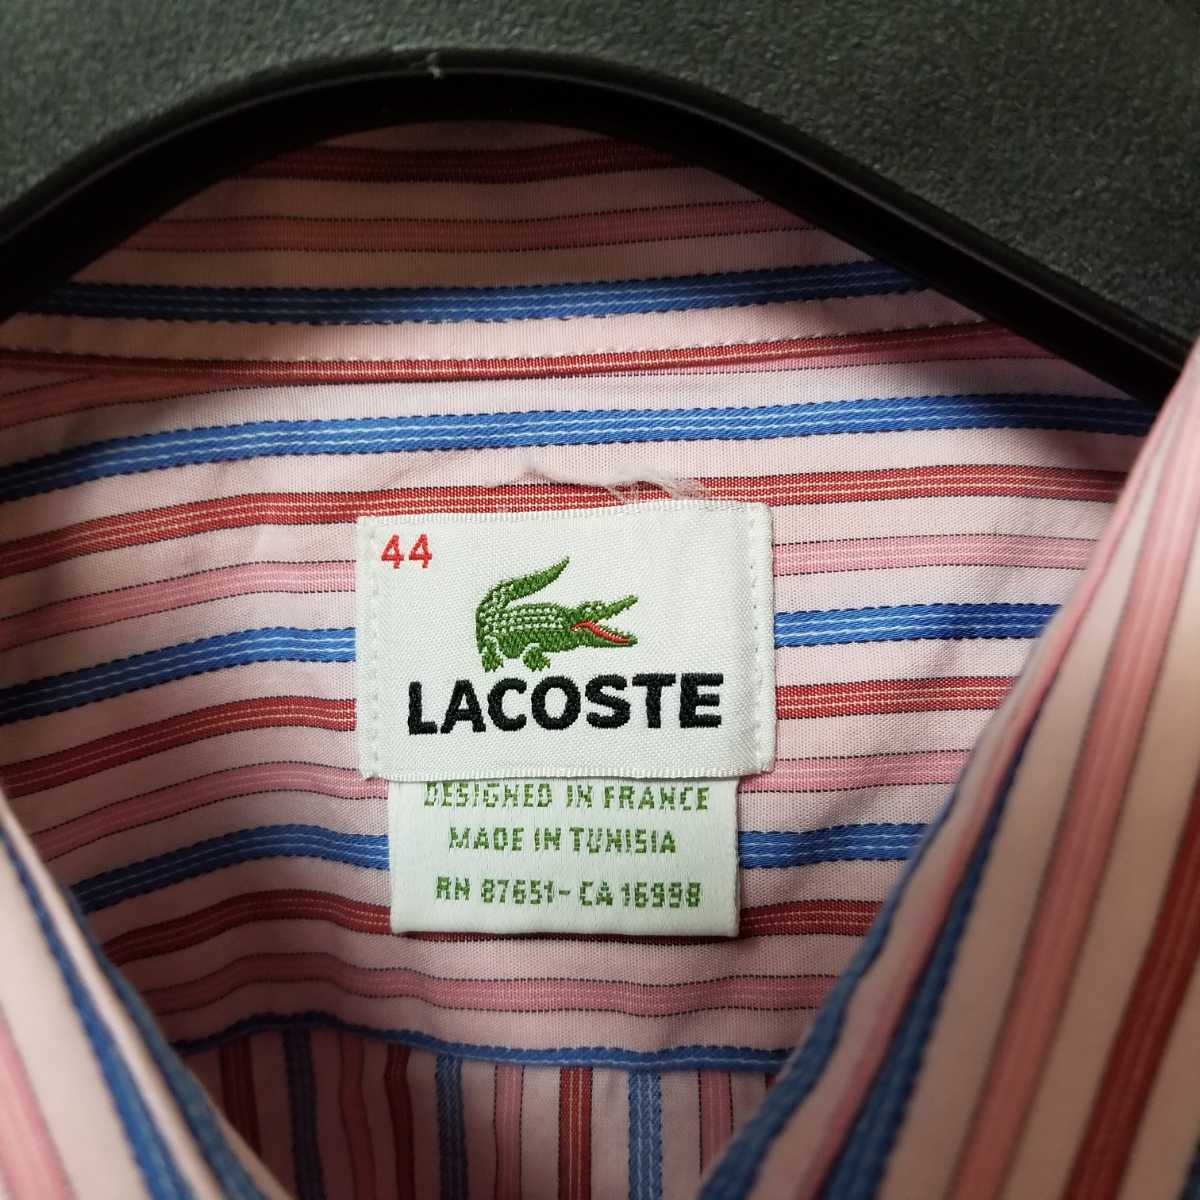 44
LACOSTE
DESIGNED IN FRANCE
MADE IN TUNISIA
RN 87651- CA 16998